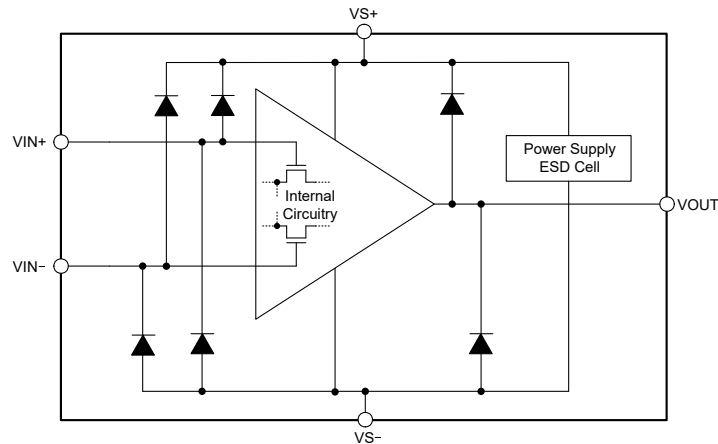 VS+
VIN+
Power Supply
ESD Cell
Internal
Circuitry
VOUT
VIN−
VS−